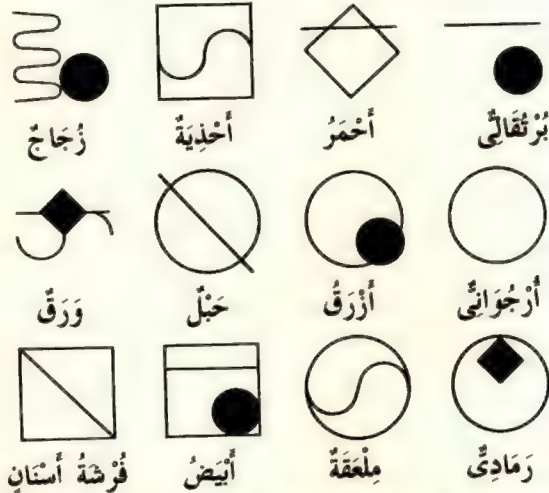 بُرْتُقَالِىٌّ أَحْمَرُ أَحْذِيَةٌ زُجَاجٌ
أُرْجُوَانِىٌّ أَزْرَقُ حَبْلٌ وَرَقٌ
رَمَادِىٌّ مِلْعَقَةٌ أَبْيَضُ فُرْشَةُ أَسْنَانٍ